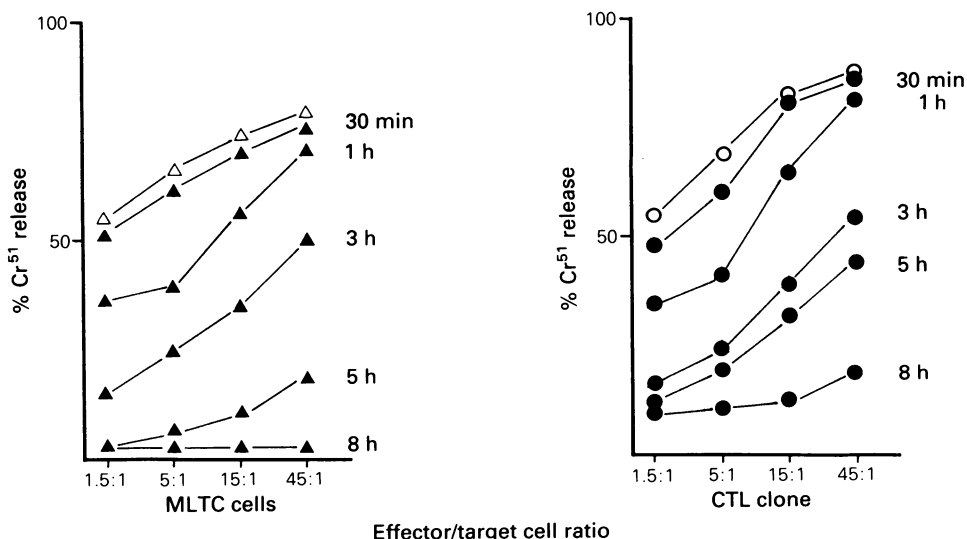 100
50
% Cr⁵¹ release
30 min
1 h
3 h
5 h
8 h
1.5:1 5:1 15:1 45:1
MLTC cells
100
50
% Cr⁵¹ release
30 min
1 h
3 h
5 h
8 h
1.5:1 5:1 15:1 45:1
CTL clone
Effector/target cell ratio